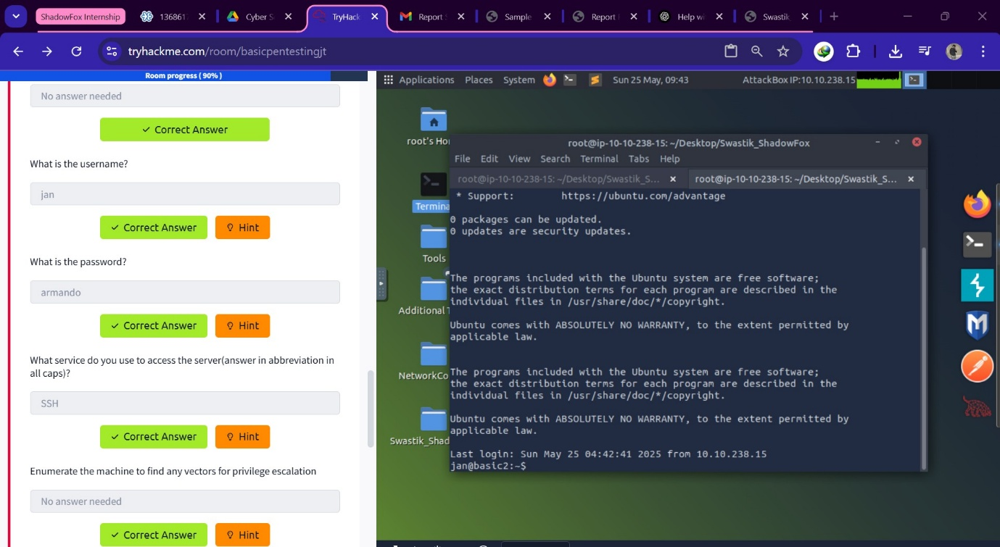 ShadowFox Internship
136861
Cyber S
TryHack
Report
Sample
Report
Help wi
Swastik
tryhackme.com/room/basicpentestingjt
Room progress ( 90% )
No answer needed
Correct Answer
What is the username?
jan
Correct Answer
Hint
What is the password?
armando
Correct Answer
Hint
What service do you use to access the server(answer in abbreviation in
all caps)?
SSH
Correct Answer
Hint
Enumerate the machine to find any vectors for privilege escalation
No answer needed
Correct Answer
Hint
Applications Places System Sun 25 May, 09:43 AttackBox IP:10.10.238.15
root's Ho
Termina
Tools
Additional T
NetworkCo
Swastik_Shad
root@ip-10-10-238-15: ~/Desktop/Swastik_ShadowFox
File Edit View Search Terminal Tabs Help
root@ip-10-10-238-15: ~/Desktop/Swastik_S...
root@ip-10-10-238-15: ~/Desktop/Swastik_S...
* Support: https://ubuntu.com/advantage
0 packages can be updated.
0 updates are security updates.
The programs included with the Ubuntu system are free software;
the exact distribution terms for each program are described in the
individual files in /usr/share/doc/*/copyright.
Ubuntu comes with ABSOLUTELY NO WARRANTY, to the extent permitted by
applicable law.
The programs included with the Ubuntu system are free software;
the exact distribution terms for each program are described in the
individual files in /usr/share/doc/*/copyright.
Ubuntu comes with ABSOLUTELY NO WARRANTY, to the extent permitted by
applicable law.
Last login: Sun May 25 04:42:41 2025 from 10.10.238.15
jan@basic2:~$